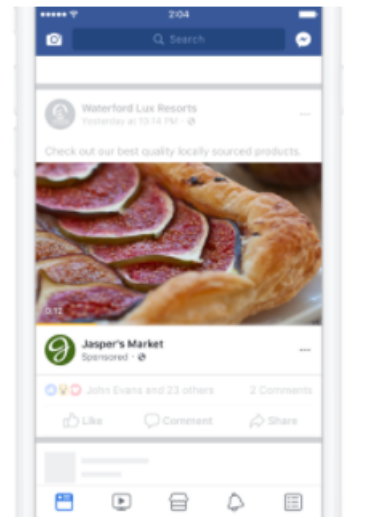 2:04
Search
Waterford Lux Resorts
Yesterday at 10:14 PM ·
Check out our best quality locally sourced products.
0:12
Jasper's Market
Sponsored ·
John Evans and 23 others 2 Comments
Like Comment Share